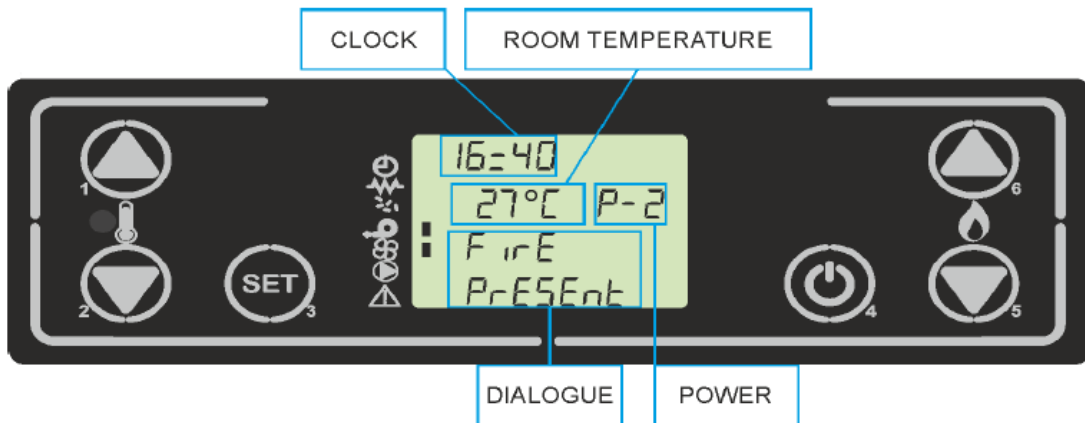 CLOCK
ROOM TEMPERATURE
16:40
27°C P-2
FirE
PrESEnt
1
2
SET 3
4
5
6
DIALOGUE
POWER